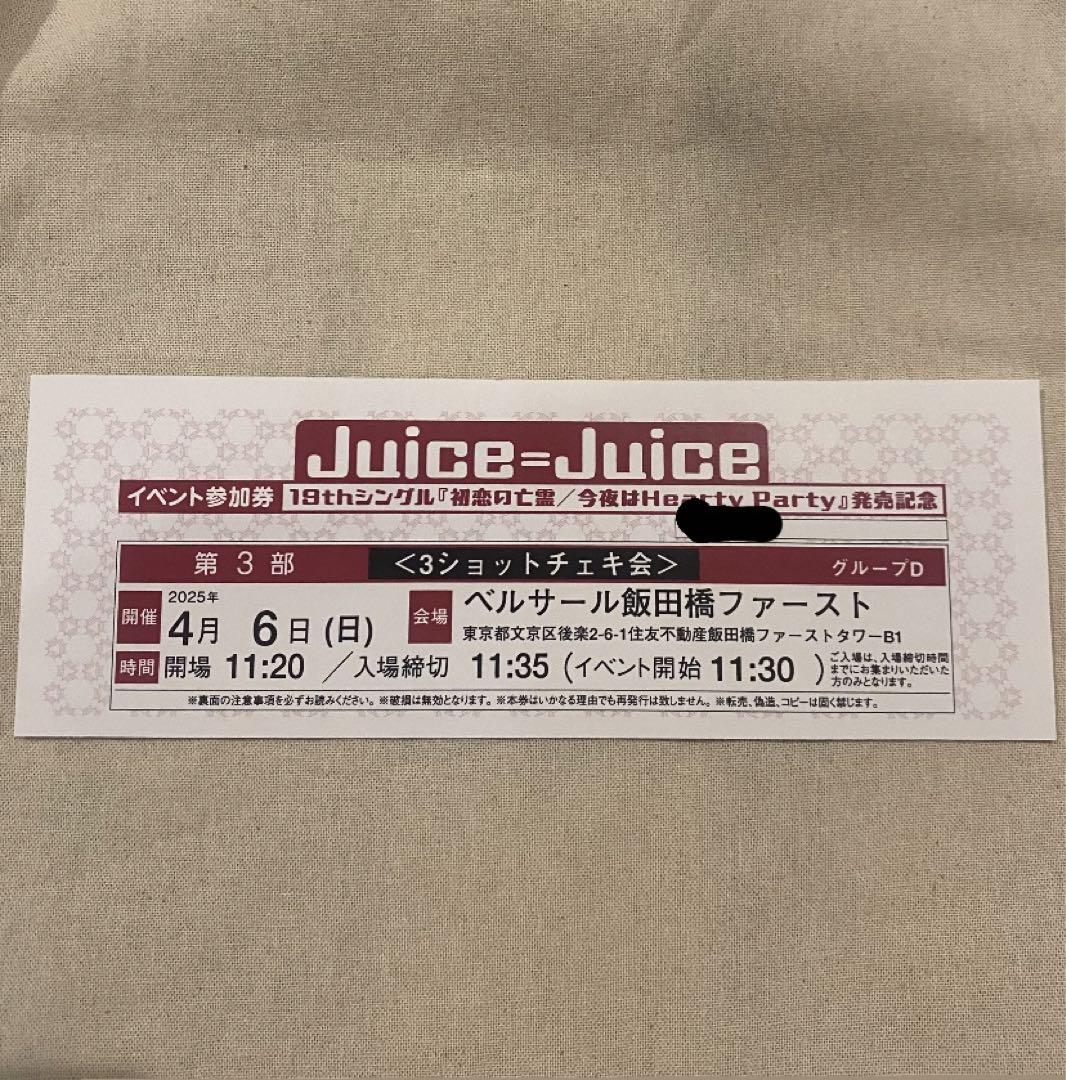 Juice=Juice
イベント参加券 19thシングル『初恋の亡霊／今夜はHearty Party』発売記念
第 3 部 <3ショットチェキ会> グループD
開催 2025年 4月 6日 (日) 会場 ベルサール飯田橋ファースト
東京都文京区後楽2-6-1住友不動産飯田橋ファーストタワーB1
時間 開場 11:20 ／入場締切 11:35 (イベント開始 11:30 )
ご入場は、入場締切時間
までにお集まりいただいた
方のみとなります。
※裏面の注意事項を必ずお読みください。※破損は無効となります。※本券はいかなる理由でも再発行は致しません。※転売、偽造、コピーは固く禁じます。